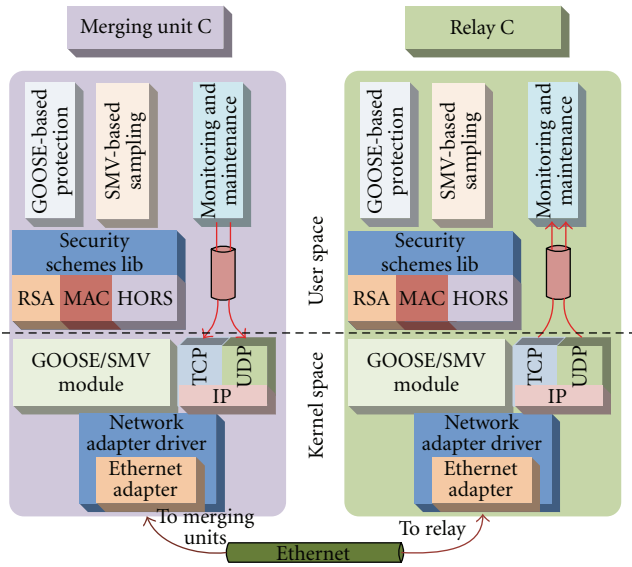 Merging unit C
Relay C
GOOSE-based
protection
SMV-based
sampling
Monitoring and
maintenance
Security
schemes lib
RSA
MAC
HORS
GOOSE/SMV
module
TCP
UDP
IP
Network
adapter driver
Ethernet
adapter
User space
Kernel space
GOOSE-based
protection
SMV-based
sampling
Monitoring and
maintenance
Security
schemes lib
RSA
MAC
HORS
GOOSE/SMV
module
TCP
UDP
IP
Network
adapter driver
Ethernet
adapter
To merging
units
Ethernet
To relay